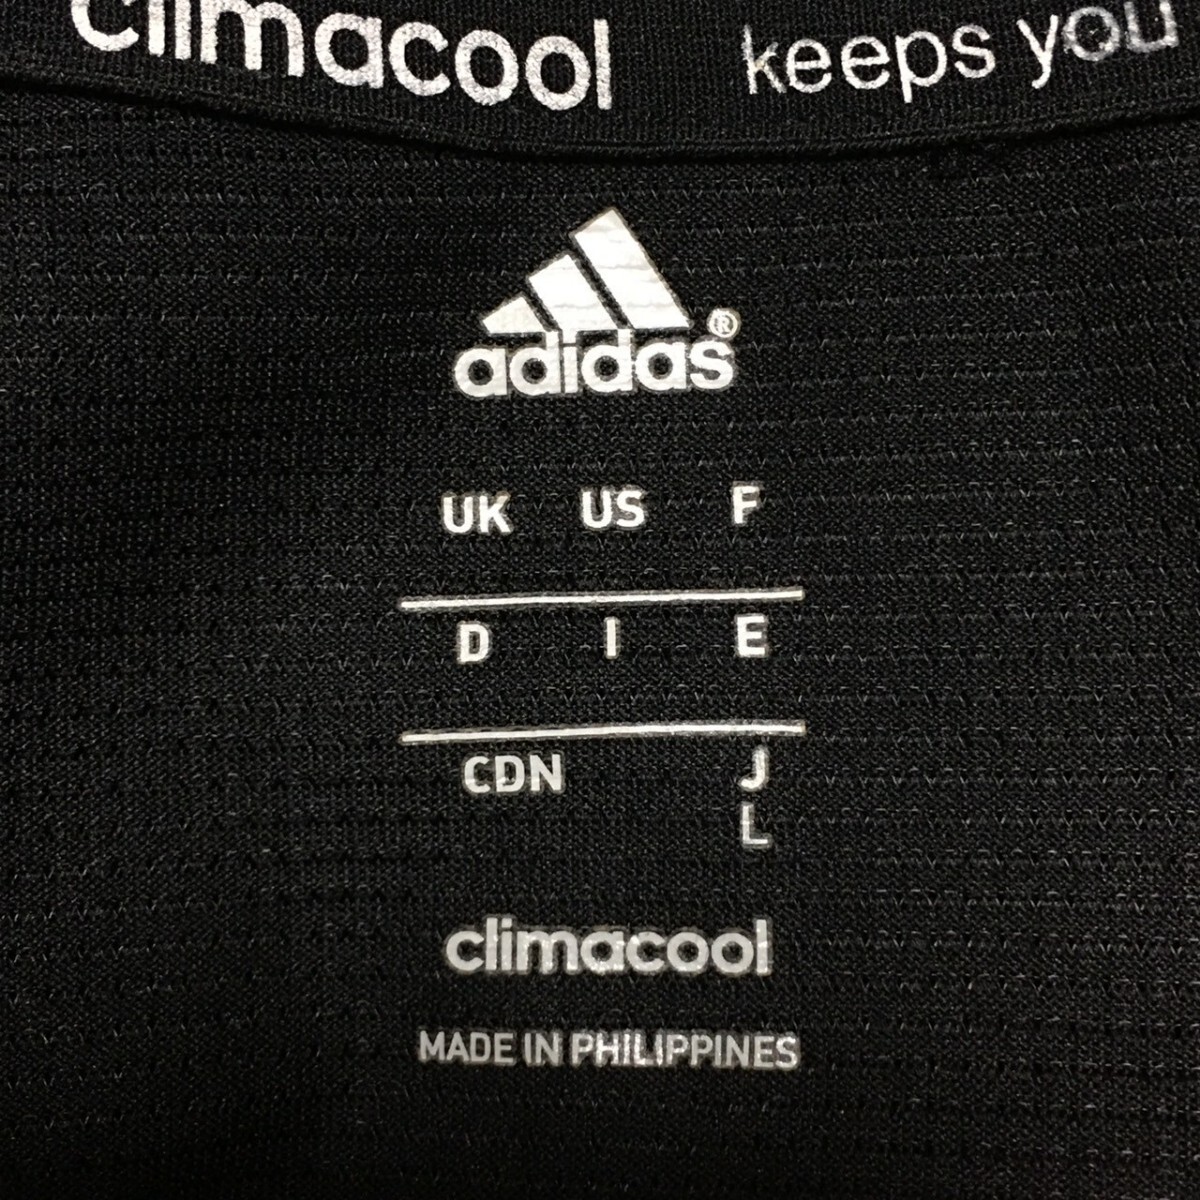 climacool keeps you
adidas®
UK US F
D I E
CDN J
L
climacool
MADE IN PHILIPPINES